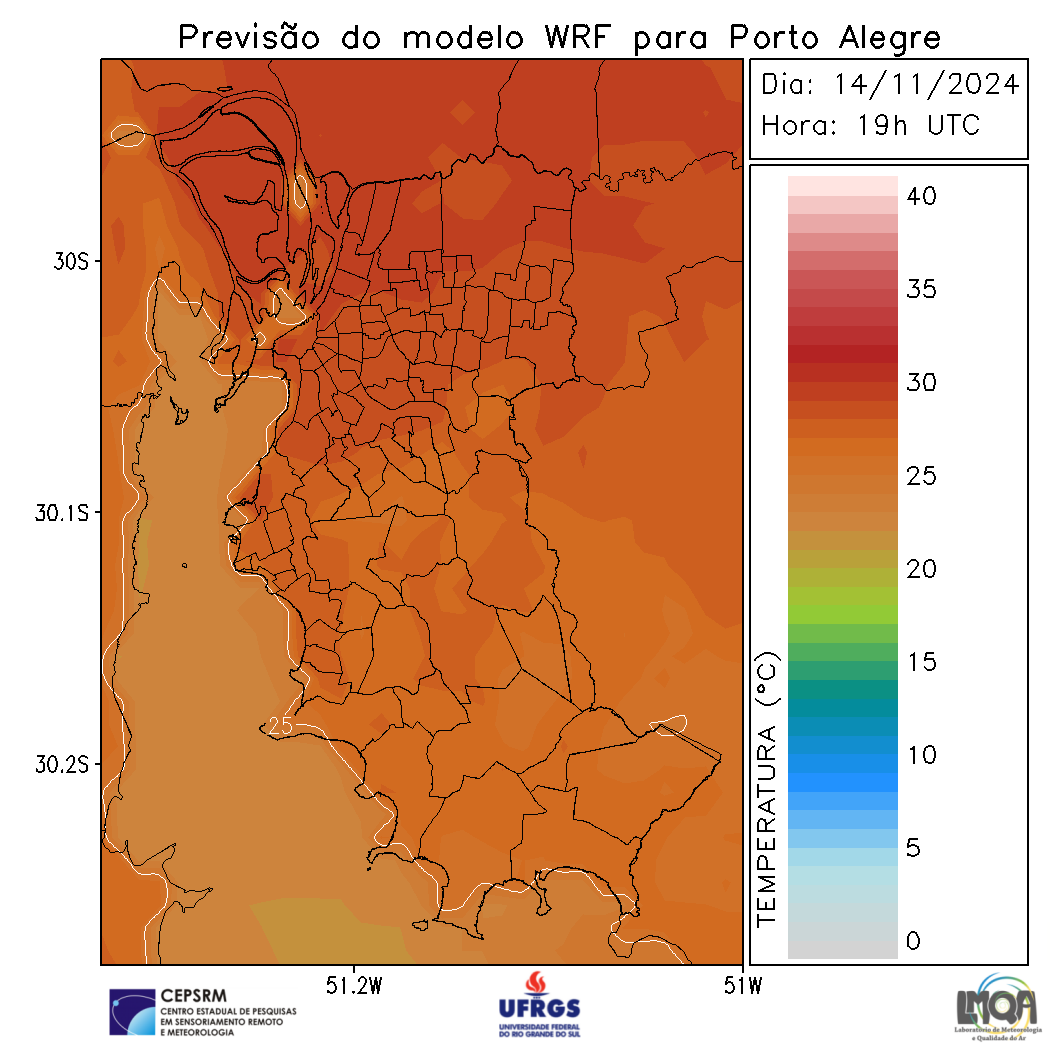 Previsão do modelo WRF para Porto Alegre
Dia: 14/11/2024
Hora: 19h UTC
40
35
30
25
20
15
10
5
0
TEMPERATURA (°C)
30S
30.1S
30.2S
25
51.2W
51W
CEPSRM
CENTRO ESTADUAL DE PESQUISAS
EM SENSORIAMENTO REMOTO
E METEOROLOGIA
UFRGS
UNIVERSIDADE FEDERAL
DO RIO GRANDE DO SUL
LMQA
Laboratório de Meteorologia
e Qualidade do Ar